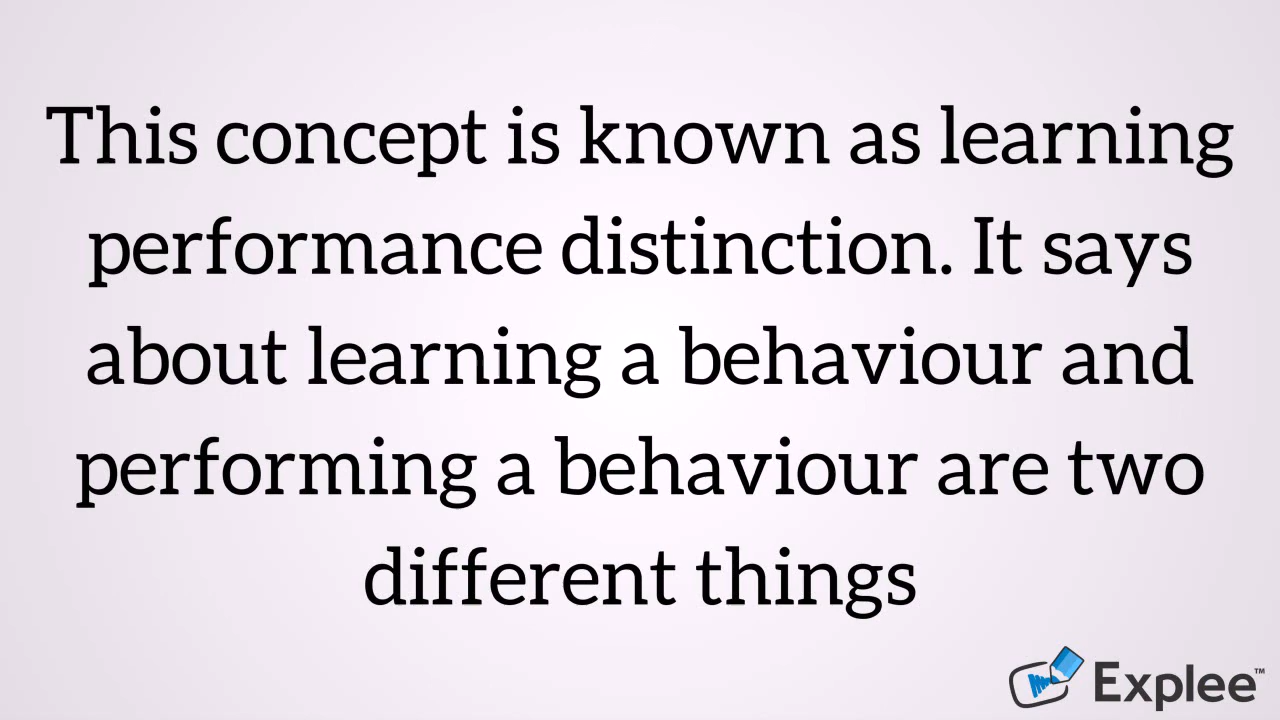 This concept is known as learning
performance distinction. It says
about learning a behaviour and
performing a behaviour are two
different things
Explee™